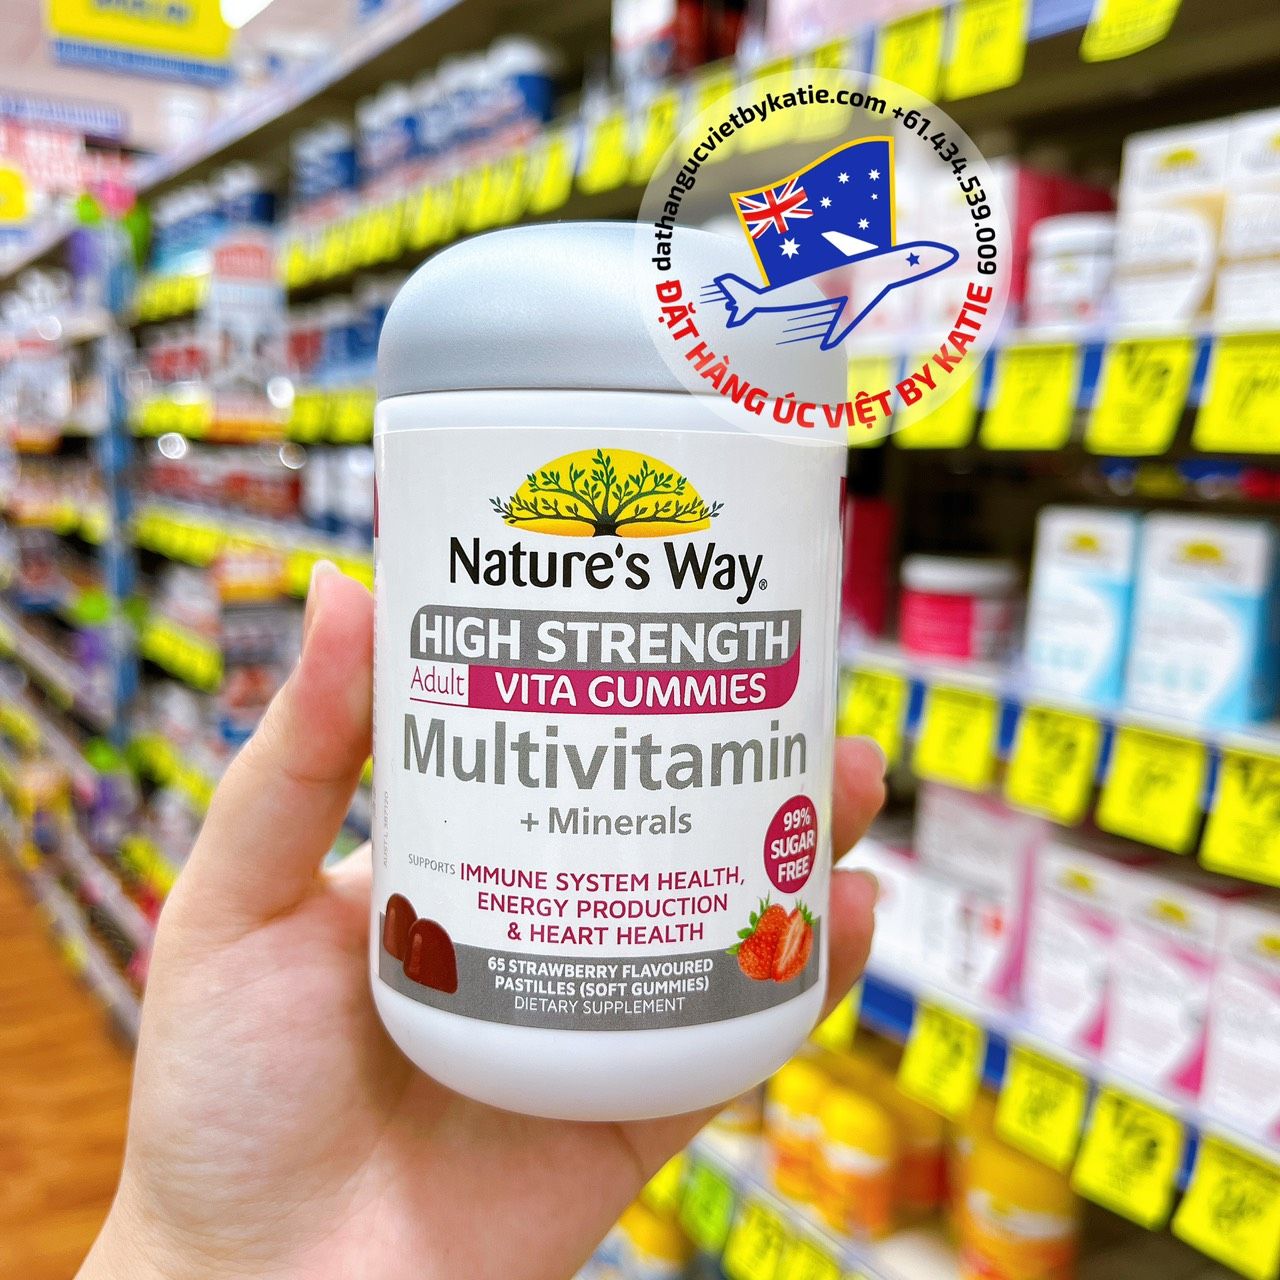 dathangucvietbykatie.com +61.434.539.009
ĐẶT HÀNG ÚC VIỆT BY KATIE
Nature's Way®
HIGH STRENGTH
Adult VITA GUMMIES
Multivitamin
+ Minerals
99%
SUGAR
FREE
SUPPORTS IMMUNE SYSTEM HEALTH,
ENERGY PRODUCTION
& HEART HEALTH
65 STRAWBERRY FLAVOURED
PASTILLES (SOFT GUMMIES)
DIETARY SUPPLEMENT